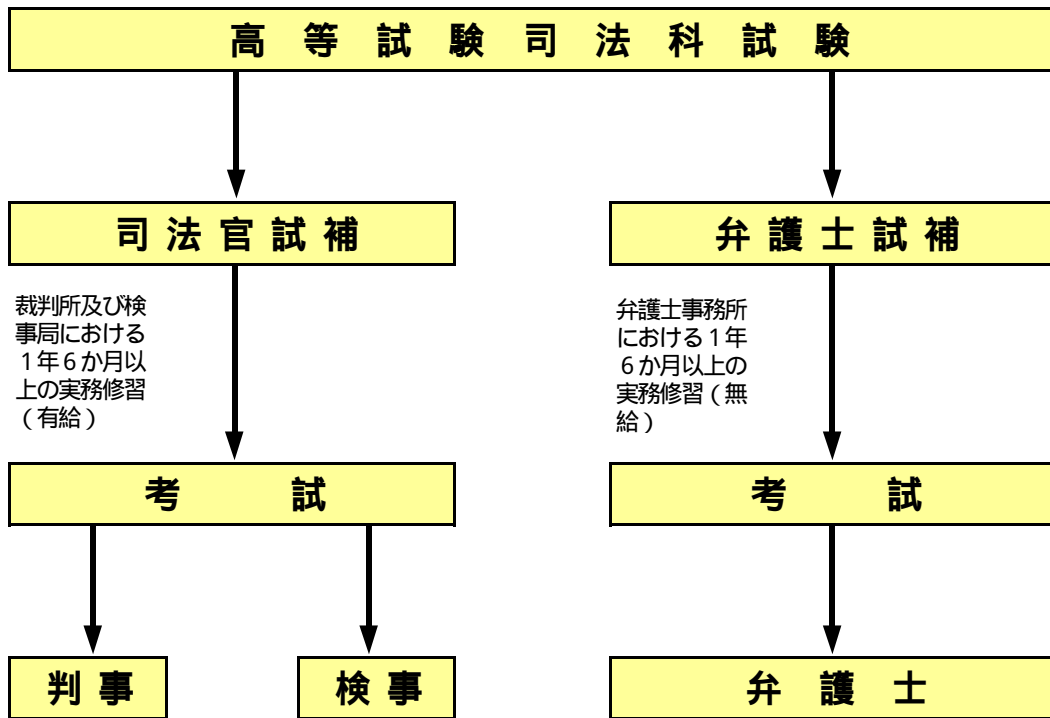 高等試験司法科試験
司法官試補
弁護士試補
裁判所及び検
事局における
1年6か月以
上の実務修習
(有給)
弁護士事務所
における1年
6か月以上の
実務修習(無
給)
考試
考試
判事
検事
弁護士